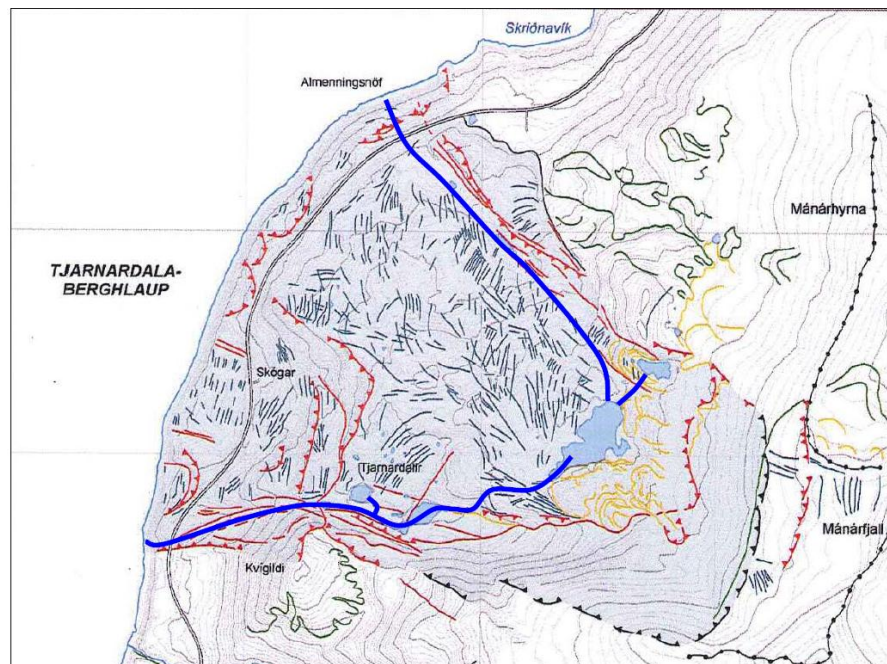 Skriðnavík
Almenningsnöf
Mánárhyrna
TJARNARDALA-
BERGHLAUP
Skógar
Tjarnardalir
Mánárfjall
Kvígildi